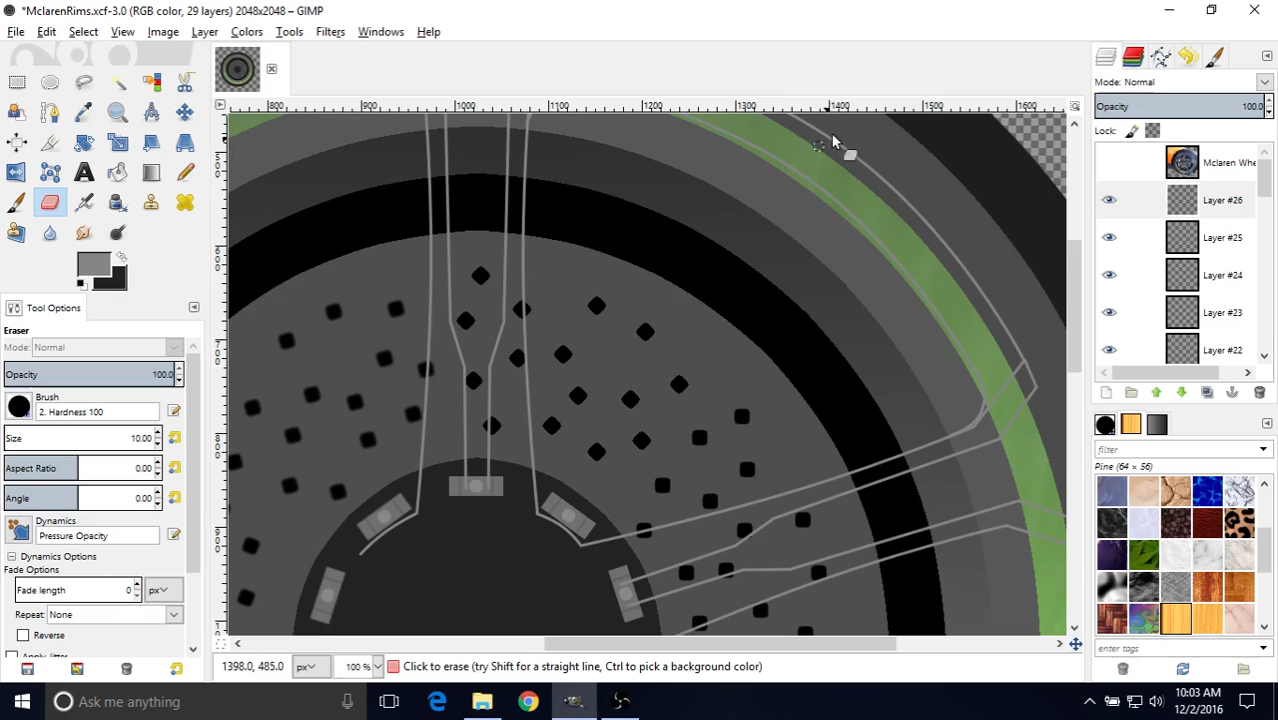 *MclarenRims.xcf-3.0 (RGB color, 29 layers) 2048x2048 – GIMP
File Edit Select View Image Layer Colors Tools Filters Windows Help
Mode: Normal
Opacity 100.0
Lock:
800 900 1000 1100 1200 1300 1400 1500 1600
Mclaren Whe
Layer #26
Layer #25
Layer #24
Layer #23
Layer #22
500
600
700
800
900
Tool Options
Eraser
Mode: Normal
Opacity 100.0
Brush
2. Hardness 100
Size 10.00
Aspect Ratio 0.00
Angle 0.00
Dynamics
Pressure Opacity
Dynamics Options
Fade Options
Fade length 0 px
Repeat: None
Reverse
filter
Pine (64 × 56)
enter tags
1398.0, 485.0 px 100 % Click to erase (try Shift for a straight line, Ctrl to pick a background color)
Ask me anything
10:03 AM
12/2/2016